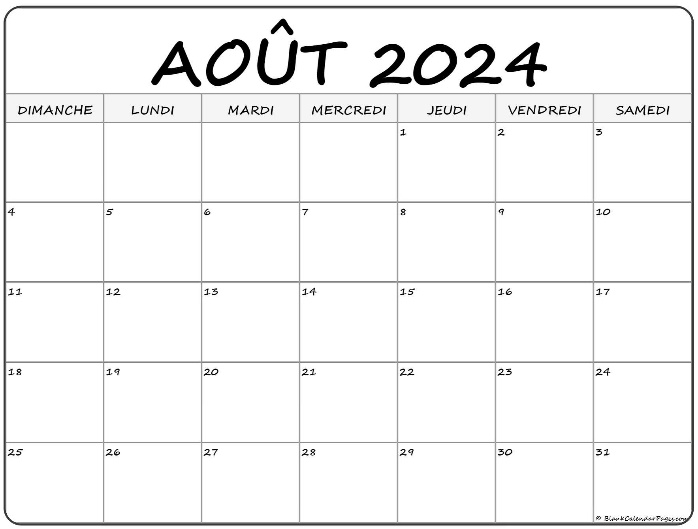 AOÛT 2024
DIMANCHE LUNDI MARDI MERCREDI JEUDI VENDREDI SAMEDI
1 2 3
4 5 6 7 8 9 10
11 12 13 14 15 16 17
18 19 20 21 22 23 24
25 26 27 28 29 30 31
© BlankCalendarPages.com